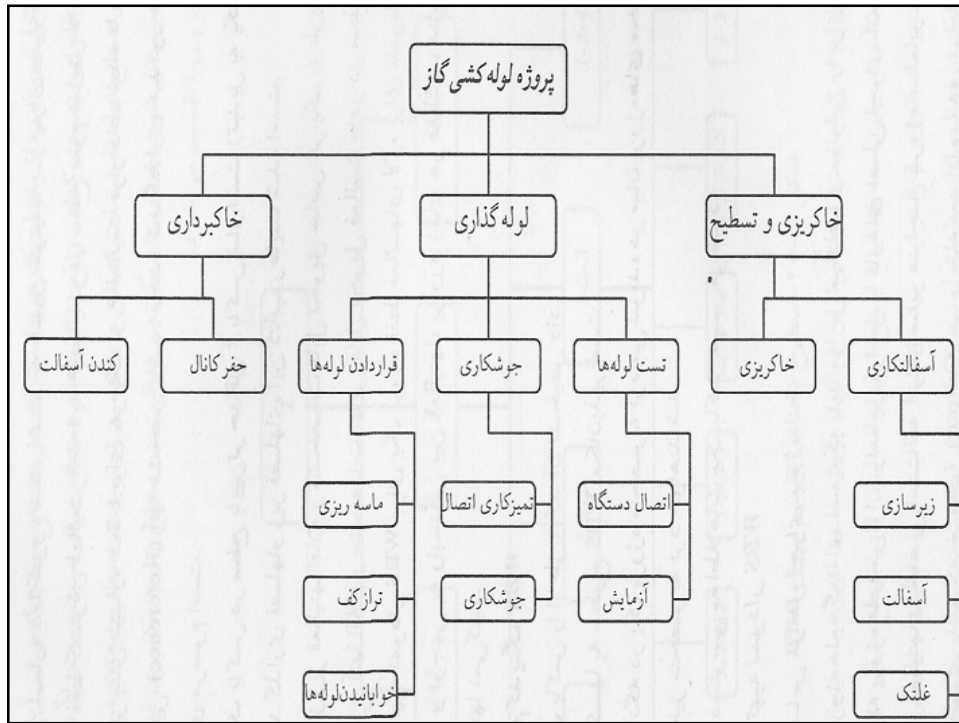 پروژه لوله کشی گاز
خاکریزی و تسطیح
لوله گذاری
خاکبرداری
آسفالتکاری
خاکریزی
تست لوله‌ها
جوشکاری
قراردادن لوله‌ها
حفر کانال
کندن آسفالت
زیرسازی
اتصال دستگاه
تمیزکاری اتصال
ماسه ریزی
آسفالت
آزمایش
جوشکاری
تراز کف
غلتک
خوابانیدن لوله‌ها